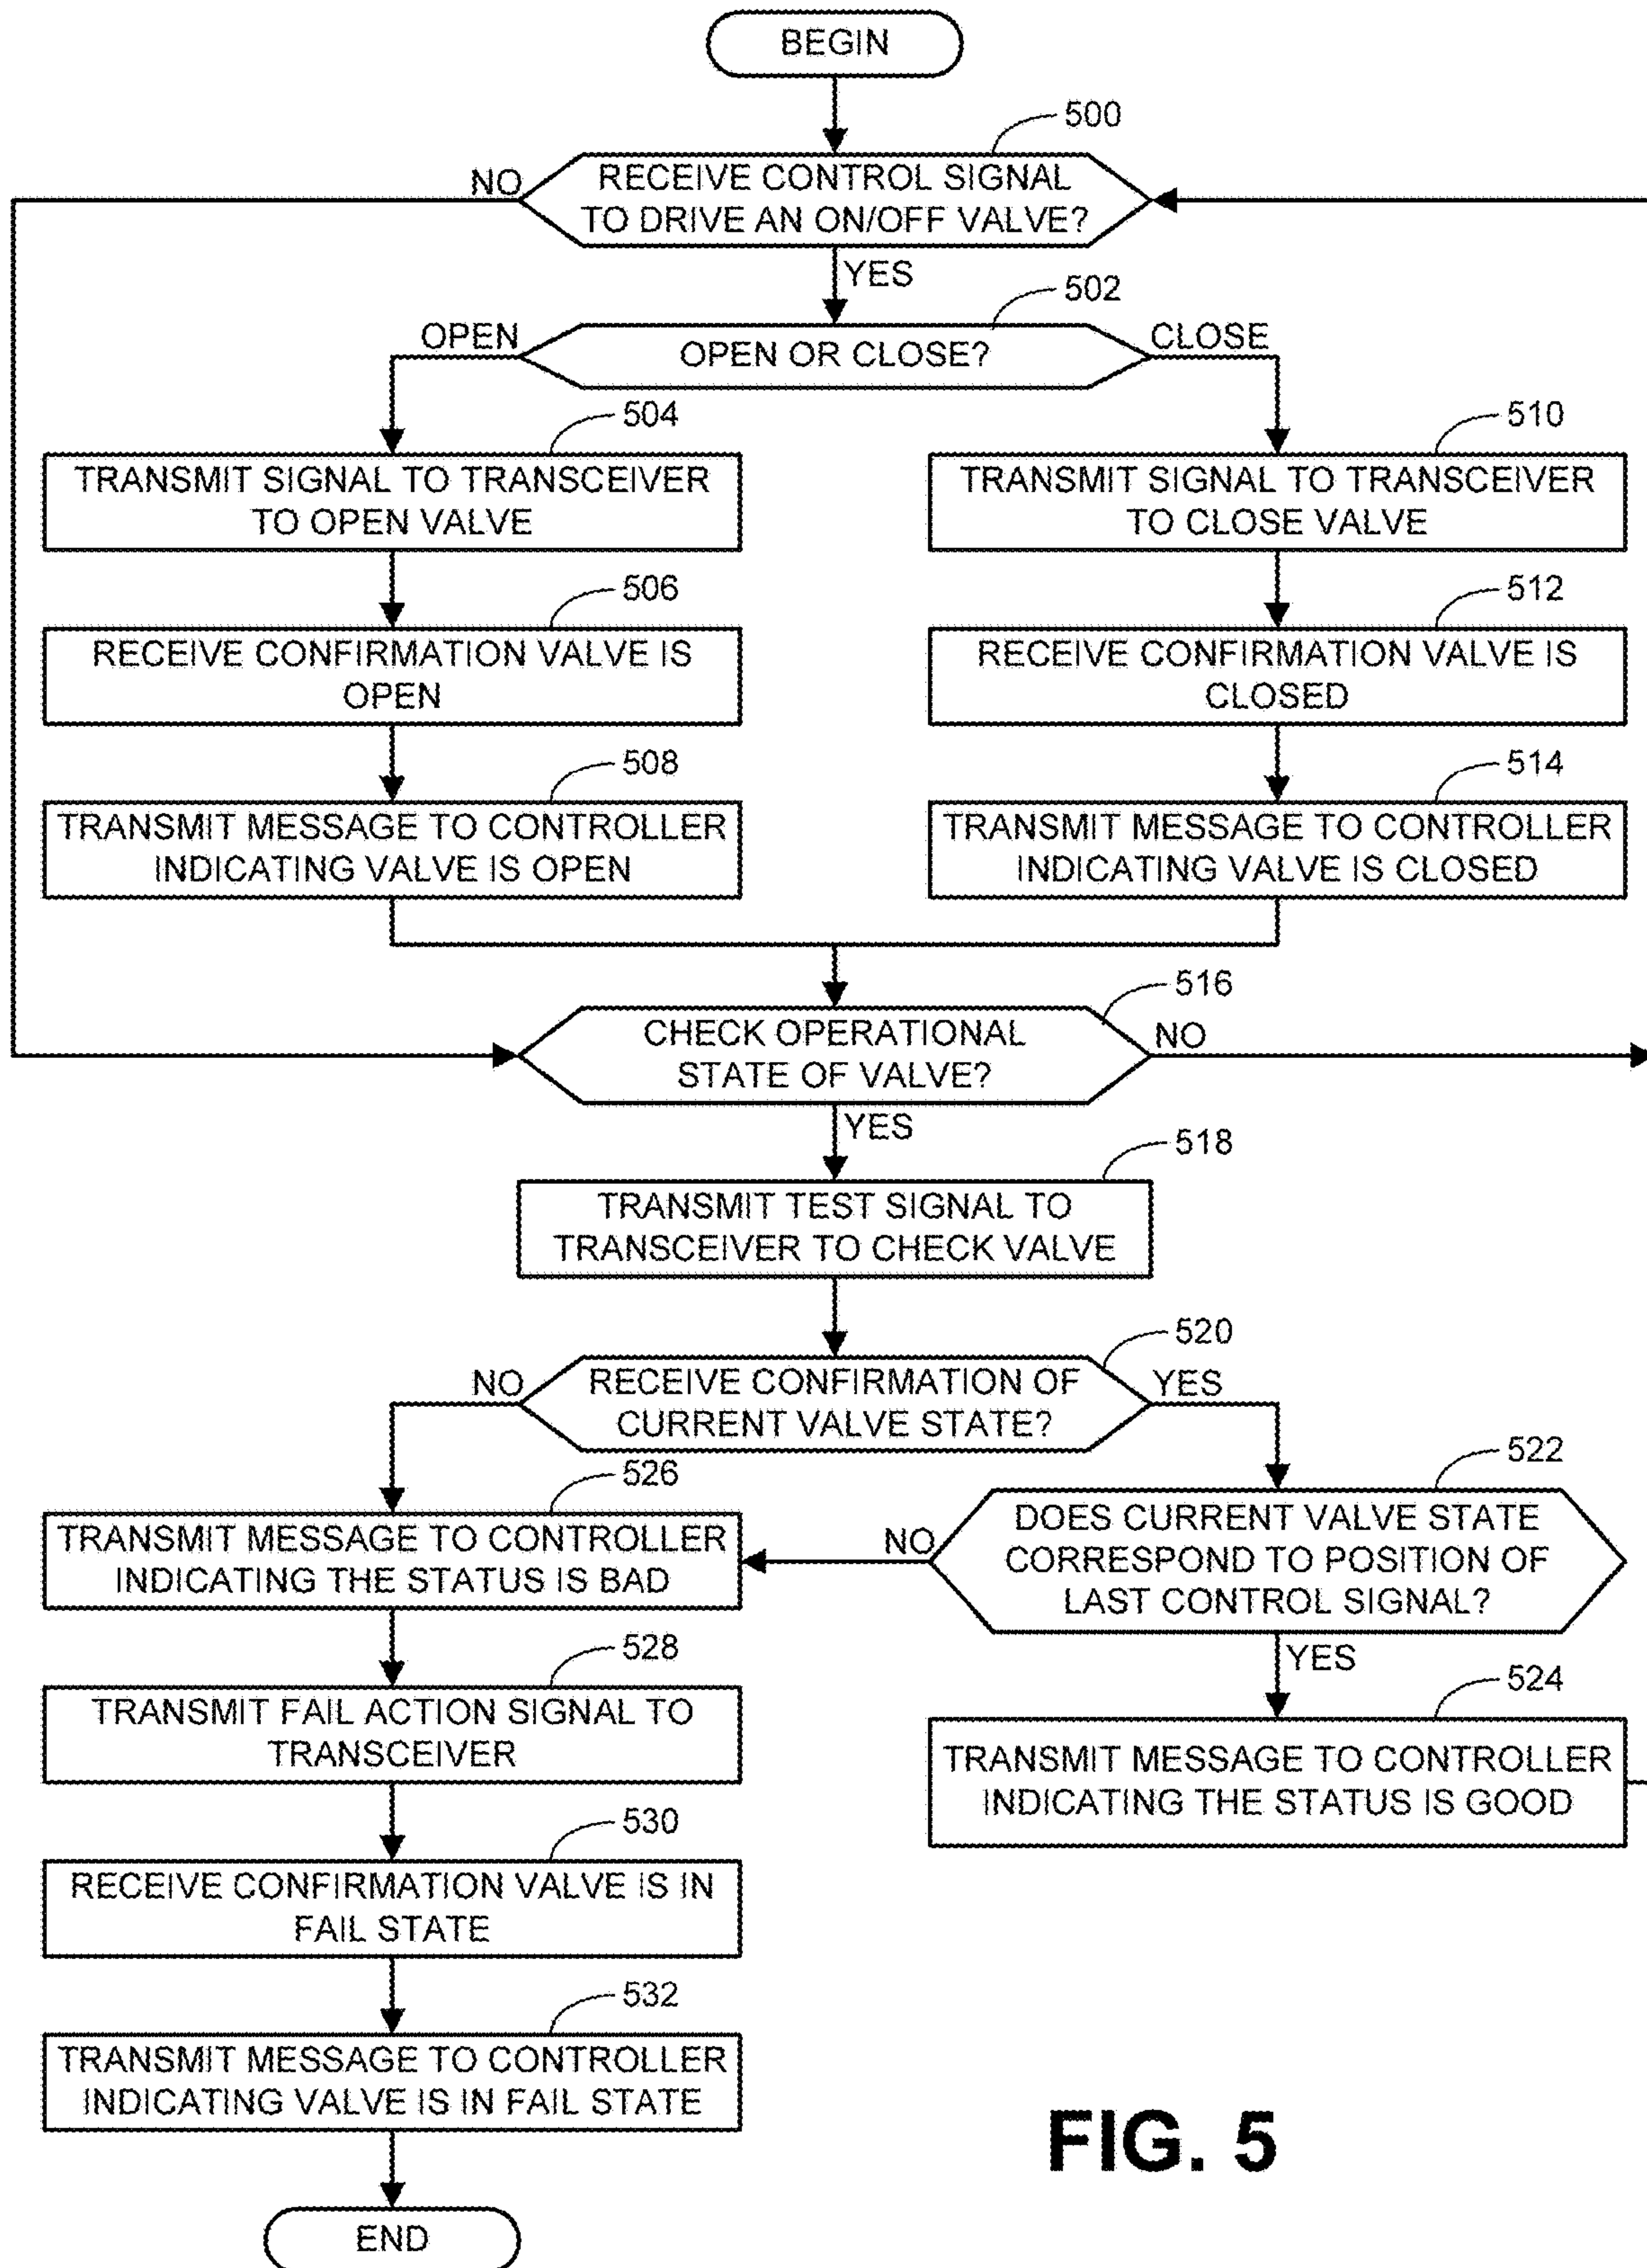 BEGIN
500
NO
RECEIVE CONTROL SIGNAL
TO DRIVE AN ON/OFF VALVE?
YES
502
OPEN
OPEN OR CLOSE?
CLOSE
504
TRANSMIT SIGNAL TO TRANSCEIVER
TO OPEN VALVE
510
TRANSMIT SIGNAL TO TRANSCEIVER
TO CLOSE VALVE
506
RECEIVE CONFIRMATION VALVE IS
OPEN
512
RECEIVE CONFIRMATION VALVE IS
CLOSED
508
TRANSMIT MESSAGE TO CONTROLLER
INDICATING VALVE IS OPEN
514
TRANSMIT MESSAGE TO CONTROLLER
INDICATING VALVE IS CLOSED
516
CHECK OPERATIONAL
STATE OF VALVE?
NO
YES
518
TRANSMIT TEST SIGNAL TO
TRANSCEIVER TO CHECK VALVE
520
NO
RECEIVE CONFIRMATION OF
CURRENT VALVE STATE?
YES
526
TRANSMIT MESSAGE TO CONTROLLER
INDICATING THE STATUS IS BAD
522
NO
DOES CURRENT VALVE STATE
CORRESPOND TO POSITION OF
LAST CONTROL SIGNAL?
YES
528
TRANSMIT FAIL ACTION SIGNAL TO
TRANSCEIVER
524
TRANSMIT MESSAGE TO CONTROLLER
INDICATING THE STATUS IS GOOD
530
RECEIVE CONFIRMATION VALVE IS IN
FAIL STATE
532
TRANSMIT MESSAGE TO CONTROLLER
INDICATING VALVE IS IN FAIL STATE
FIG. 5
END